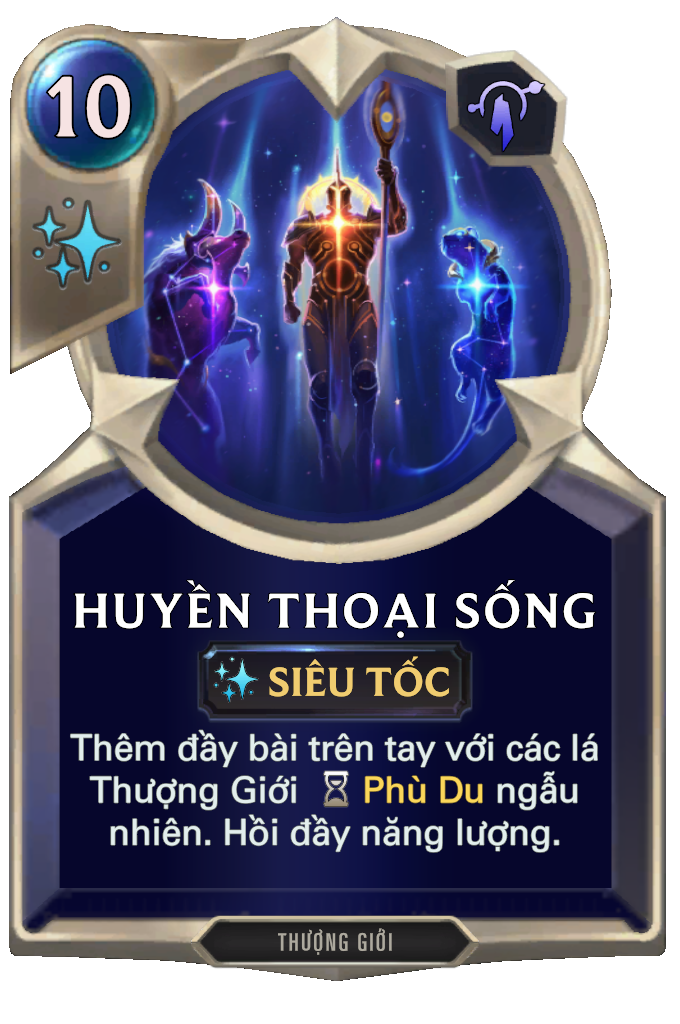 10
HUYỀN THOẠI SỐNG
SIÊU TỐC
Thêm đầy bài trên tay với các lá
Thượng Giới Phù Du ngẫu
nhiên. Hồi đầy năng lượng.
THƯỢNG GIỚI